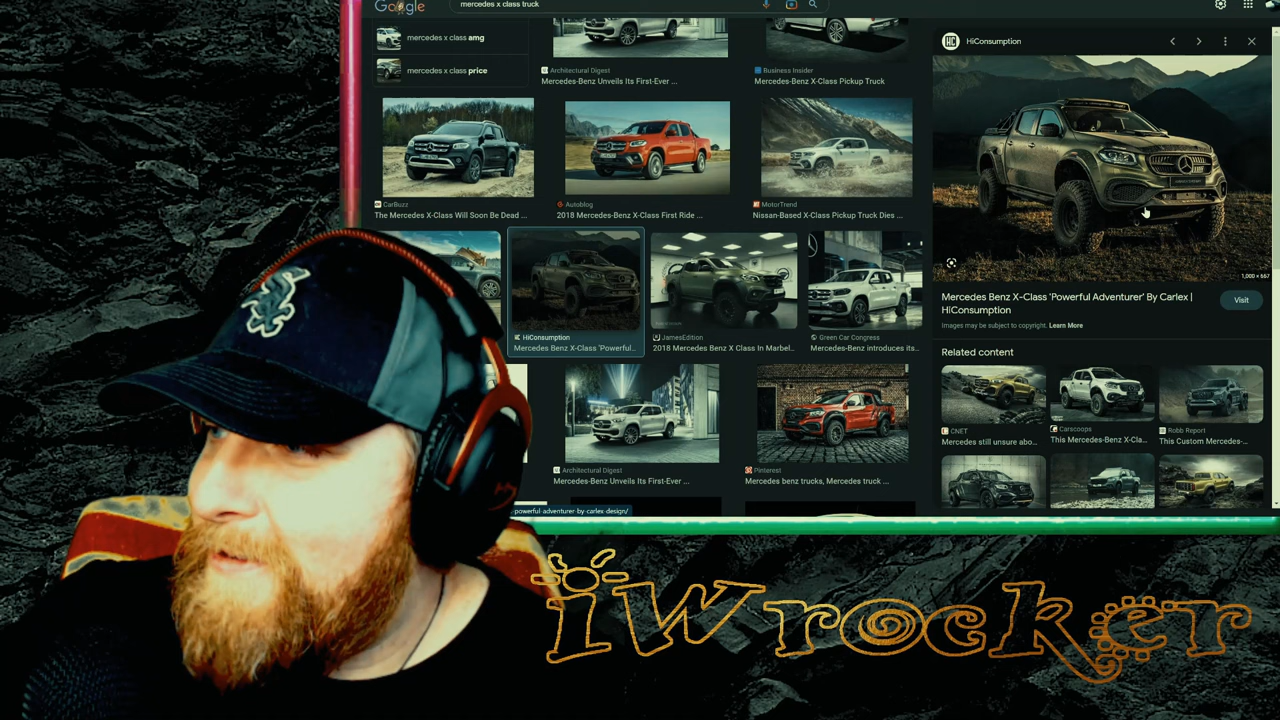 Google
mercedes x class truck
mercedes x class amg
mercedes x class price
Architectural Digest
Mercedes-Benz Unveils Its First-Ever ...
Business Insider
Mercedes-Benz X-Class Pickup Truck
CarBuzz
The Mercedes X-Class Will Soon Be Dead ...
Autoblog
2018 Mercedes-Benz X-Class First Ride ...
MotorTrend
Nissan-Based X-Class Pickup Truck Dies ...
HiConsumption
Mercedes Benz X-Class 'Powerful...
JamesEdition
2018 Mercedes Benz X Class In Marbel...
Green Car Congress
Mercedes-Benz introduces its...
Architectural Digest
Mercedes-Benz Unveils Its First-Ever ...
Pinterest
Mercedes benz trucks, Mercedes truck ...
powerful-adventurer-by-carlex-design/
HC
HiConsumption
1,000 × 667
Mercedes Benz X-Class 'Powerful Adventurer' By Carlex |
HiConsumption
Visit
Images may be subject to copyright. Learn More
Related content
CNET
Mercedes still unsure abo...
Carscoops
This Mercedes-Benz X-Cla...
Robb Report
This Custom Mercedes-...
iWrocker